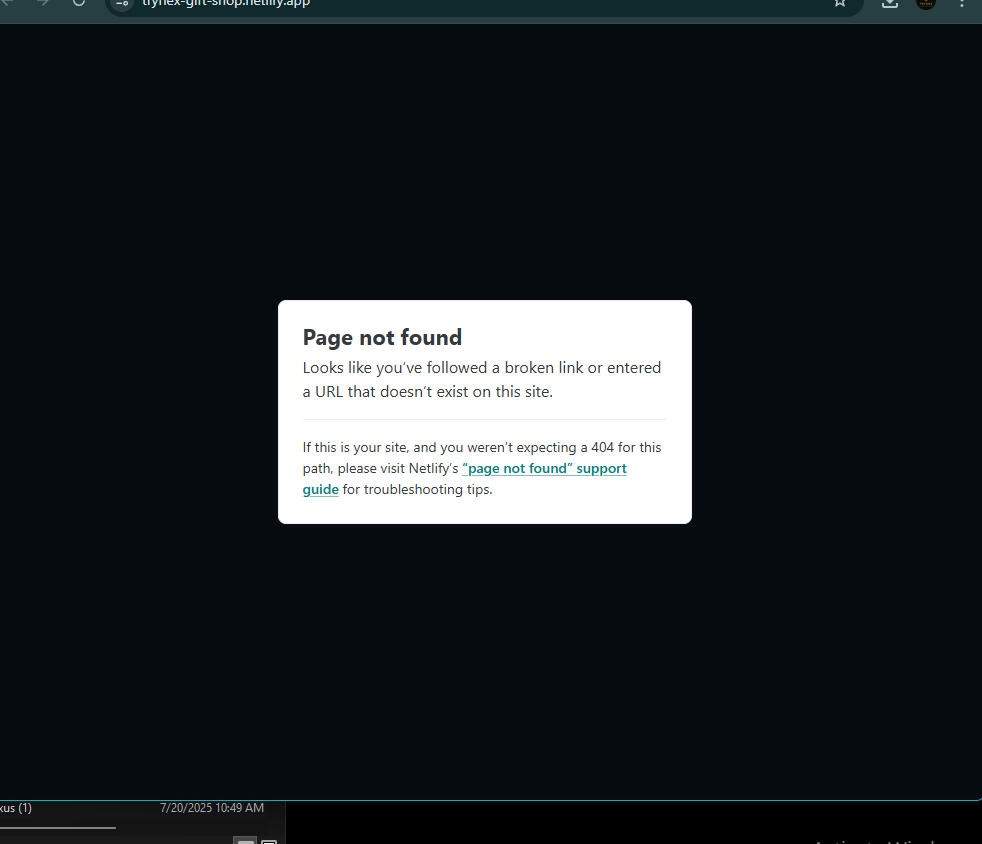 trynex-gift-shop.netlify.app
Page not found
Looks like you've followed a broken link or entered
a URL that doesn't exist on this site.
If this is your site, and you weren't expecting a 404 for this
path, please visit Netlify's “page not found” support
guide for troubleshooting tips.
(1)
7/20/2025 10:49 AM